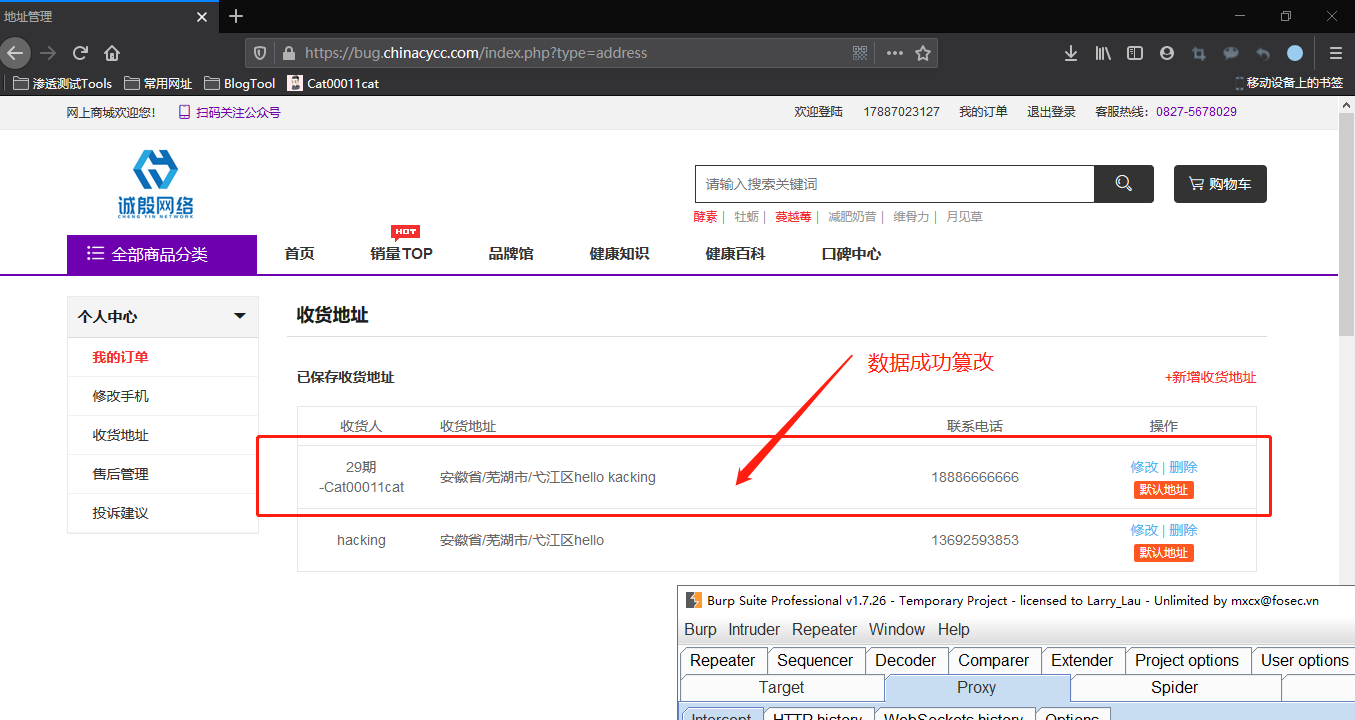 地址管理
https://bug.chinacycc.com/index.php?type=address
渗透测试Tools 常用网址 BlogTool Cat00011cat 移动设备上的书签
网上商城欢迎您! 扫码关注公众号 欢迎登陆 17887023127 我的订单 退出登录 客服热线: 0827-5678029
诚殷网络
CHENG YIN NETWORK
请输入搜索关键词
购物车
酵素| 牡蛎| 蔓越莓| 减肥奶昔| 维骨力| 月见草
HOT
全部商品分类 首页 销量TOP 品牌馆 健康知识 健康百科 口碑中心
个人中心
我的订单
修改手机
收货地址
售后管理
投诉建议
收货地址
数据成功篡改
已保存收货地址 +新增收货地址
收货人 收货地址 联系电话 操作
29期
-Cat00011cat 安徽省/芜湖市/弋江区hello kacking 18886666666 修改 | 删除
默认地址
hacking 安徽省/芜湖市/弋江区hello 13692593853 修改 | 删除
默认地址
Burp Suite Professional v1.7.26 - Temporary Project - licensed to Larry_Lau - Unlimited by mxcx@fosec.vn
Burp Intruder Repeater Window Help
Repeater Sequencer Decoder Comparer Extender Project options User options
Target Proxy Spider
Intercept HTTP history WebSockets history Options